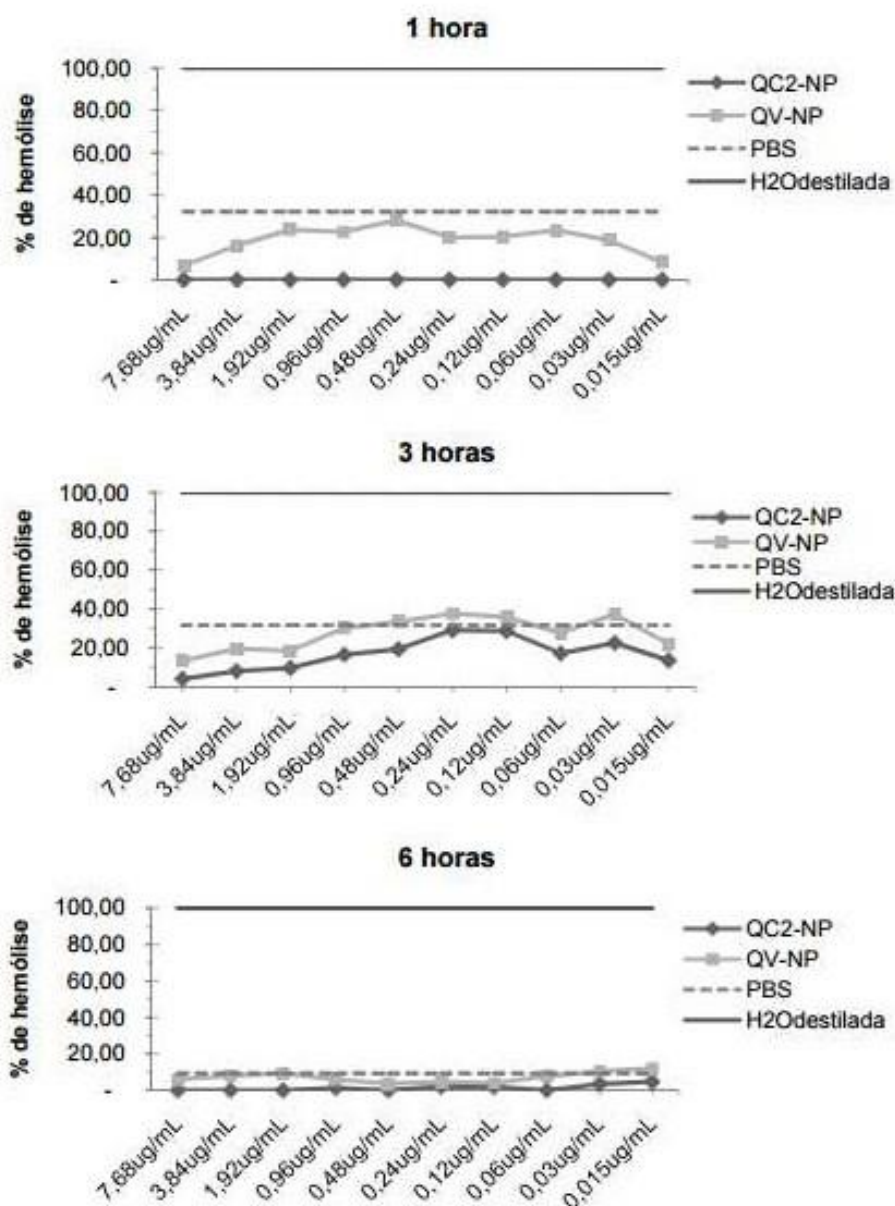 1 hora
% de hemólise
100,00
80.00
60.00
40.00
20.00
-
7,68ug/mL
3,84ug/mL
1,92ug/mL
0,96ug/mL
0,48ug/mL
0,24ug/mL
0,12ug/mL
0,06ug/mL
0,03ug/mL
0,015ug/mL
QC2-NP
QV-NP
PBS
H2Odestilada
3 horas
% de hemólise
100,00
80,00
60,00
40,00
20,00
-
7,68ug/mL
3,84ug/mL
1,92ug/mL
0,96ug/mL
0,48ug/mL
0,24ug/mL
0,12ug/mL
0,06ug/mL
0,03ug/mL
0,015ug/mL
QC2-NP
QV-NP
PBS
H2Odestilada
6 horas
% de hemólise
100,00
80,00
60,00
40,00
20,00
-
7,68ug/mL
3,84ug/mL
1,92ug/mL
0,96ug/mL
0,48ug/mL
0,24ug/mL
0,12ug/mL
0,06ug/mL
0,03ug/mL
0,015ug/mL
QC2-NP
QV-NP
PBS
H2Odestilada